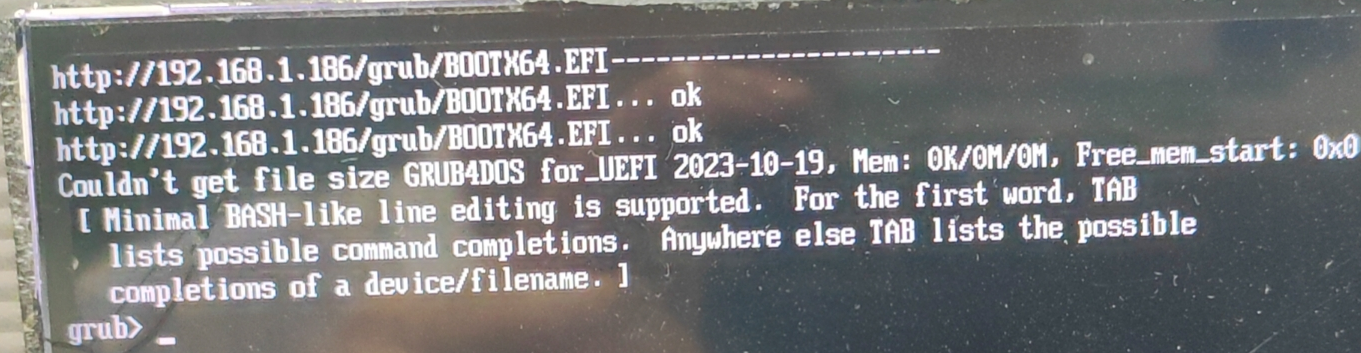 http://192.168.1.186/grub/BOOTX64.EFI----------------------
http://192.168.1.186/grub/BOOTX64.EFI... ok
http://192.168.1.186/grub/BOOTX64.EFI... ok
Couldn't get file size GRUB4DOS for_UEFI 2023-10-19, Mem: 0K/0M/0M, Free_mem_start: 0x0
[ Minimal BASH-like line editing is supported. For the first word, TAB
lists possible command completions. Anywhere else TAB lists the possible
completions of a device/filename. ]
grub> _